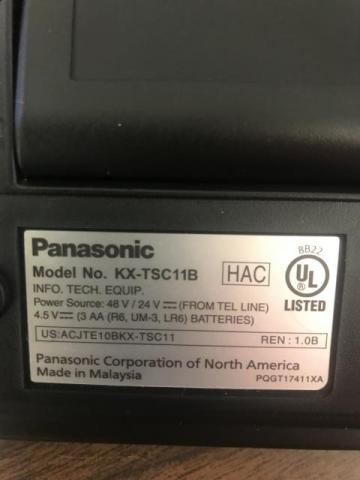 Panasonic
8B22
Model No. KX-TSC11B
HAC
UL
INFO. TECH. EQUIP.
Power Source: 48 V / 24 V ⎓ (FROM TEL LINE)
LISTED
4.5 V ⎓ (3 AA (R6, UM-3, LR6) BATTERIES)
US:ACJTE10BKX-TSC11
REN : 1.0B
Panasonic Corporation of North America
Made in Malaysia
PQGT17411XA